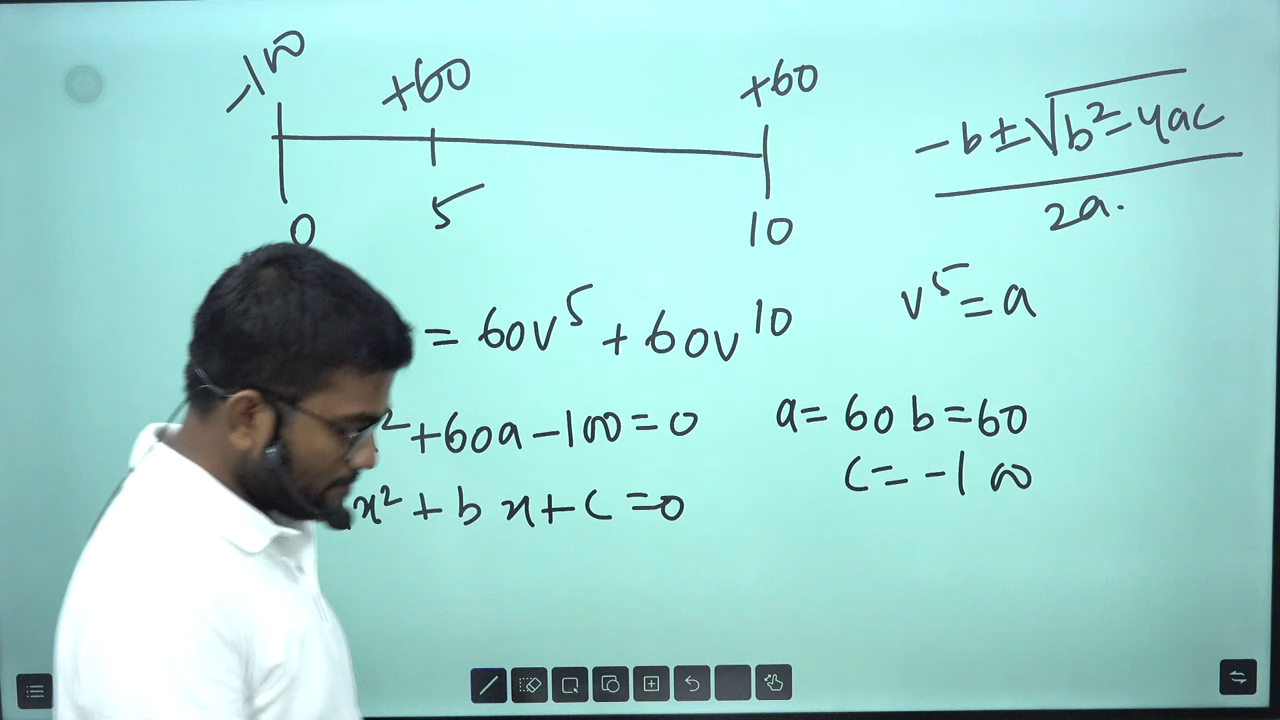 -100 +60 +60
0 5 10
-b±√b²-4ac
2a.
= 60v⁵ + 60v¹⁰
v⁵ = a
² + 60a - 100 = 0
a = 60 b = 60
c = -100
x² + bx + c = 0